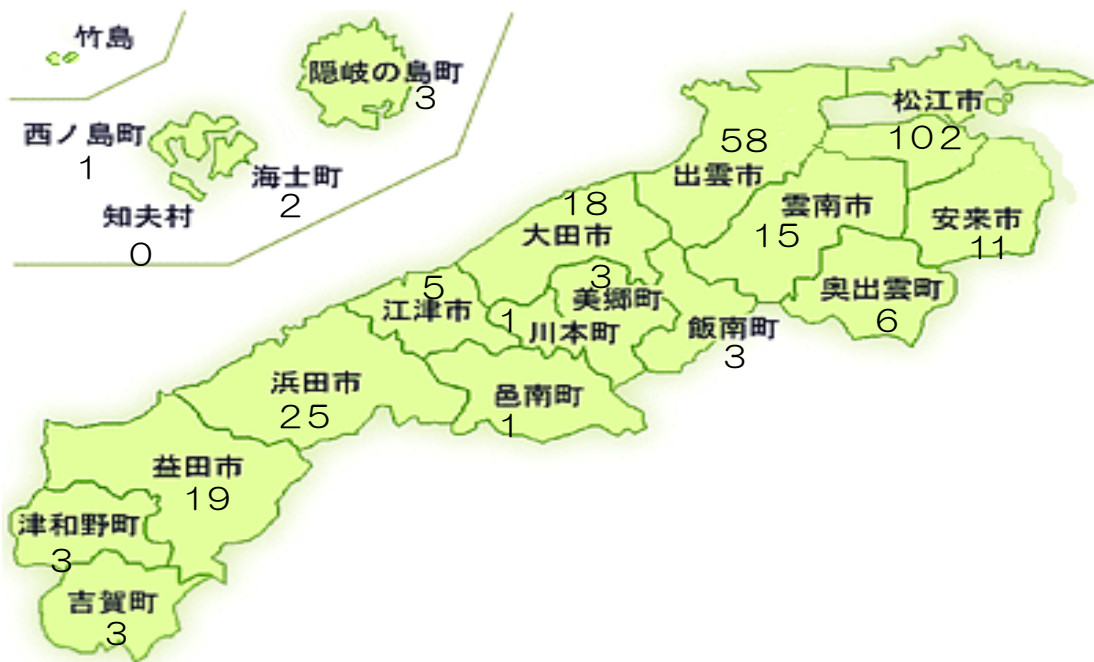 竹島
隠岐の島町
3
西ノ島町
1
海士町
2
知夫村
0
松江市
102
58
出雲市
雲南市
15
安来市
11
18
大田市
奥出雲町
6
3
美郷町
5
江津市
1
川本町
飯南町
3
浜田市
25
邑南町
1
益田市
19
津和野町
3
吉賀町
3